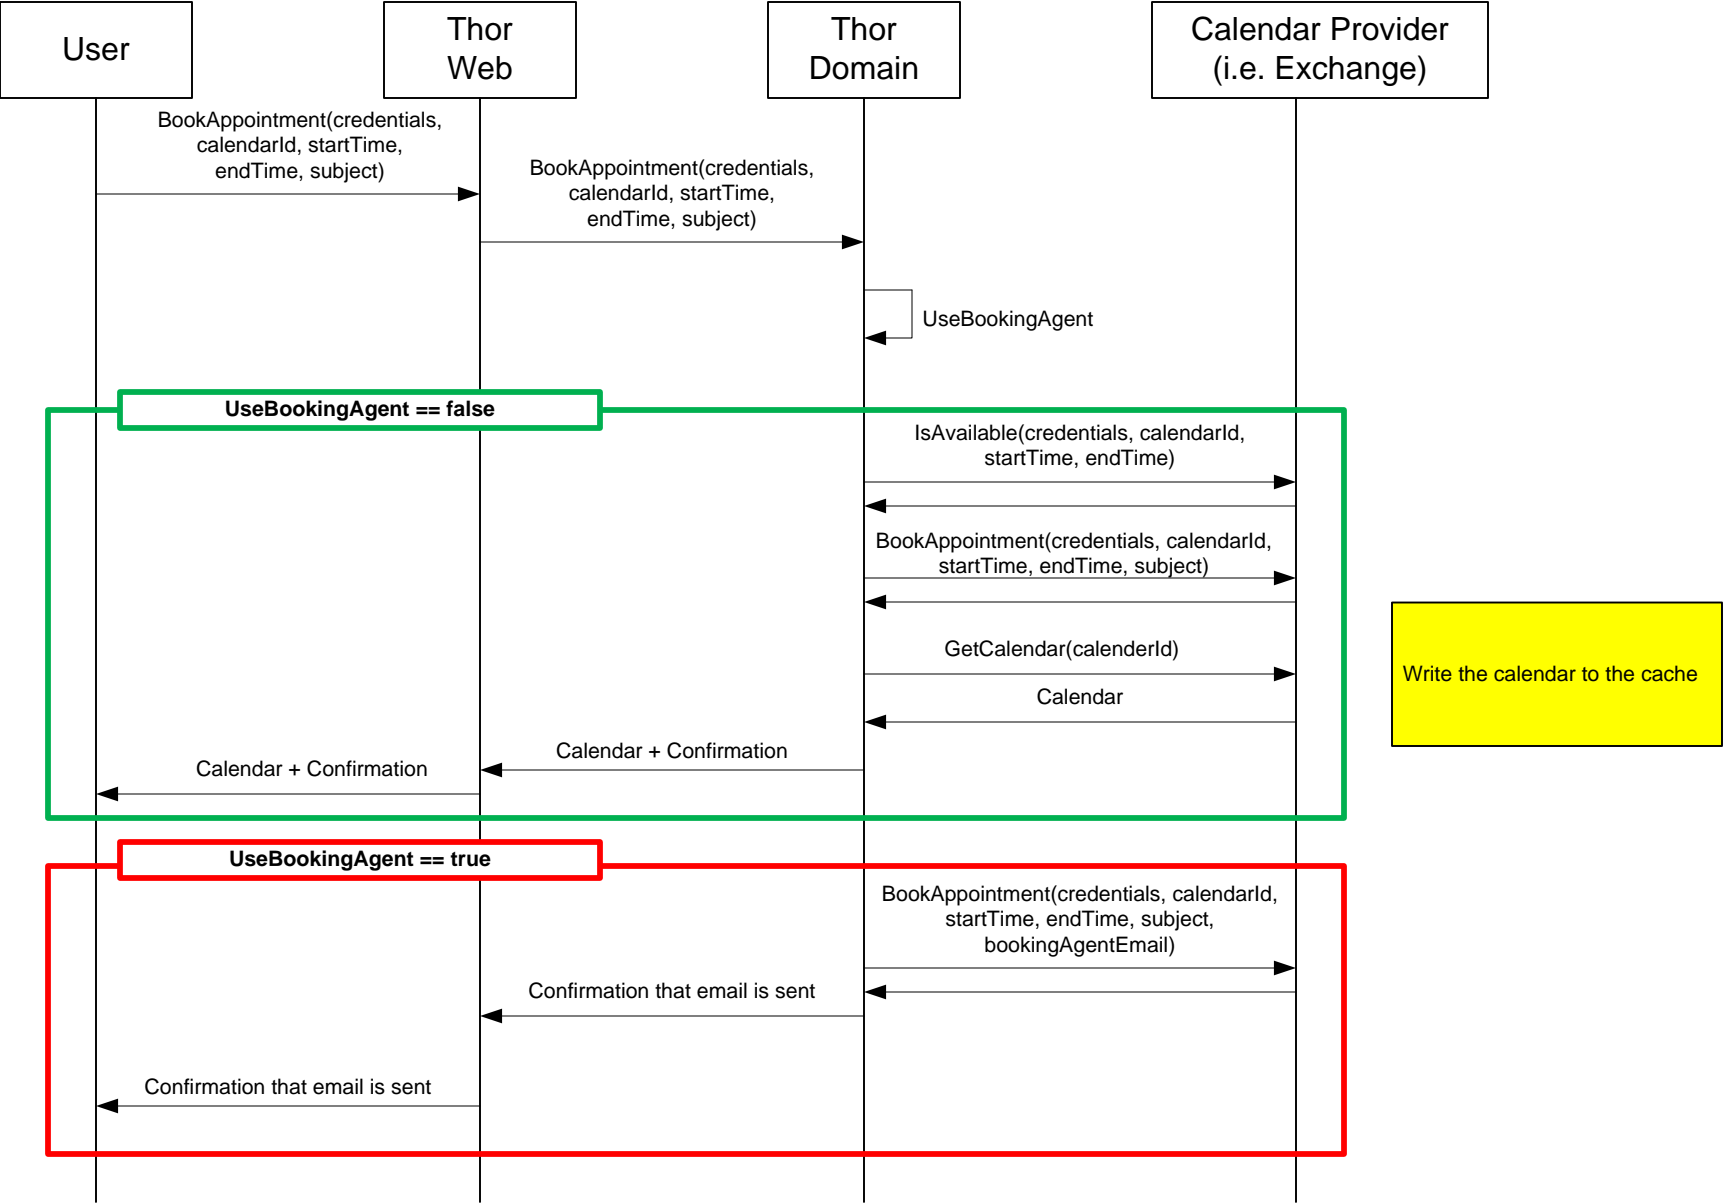 User
Thor
Web
Thor
Domain
Calendar Provider
(i.e. Exchange)
BookAppointment(credentials,
calendarId, startTime,
endTime, subject)
BookAppointment(credentials,
calendarId, startTime,
endTime, subject)
UseBookingAgent
UseBookingAgent == false
IsAvailable(credentials, calendarId,
startTime, endTime)
BookAppointment(credentials, calendarId,
startTime, endTime, subject)
GetCalendar(calenderId)
Write the calendar to the cache
Calendar
Calendar + Confirmation
Calendar + Confirmation
UseBookingAgent == true
BookAppointment(credentials, calendarId,
startTime, endTime, subject,
bookingAgentEmail)
Confirmation that email is sent
Confirmation that email is sent